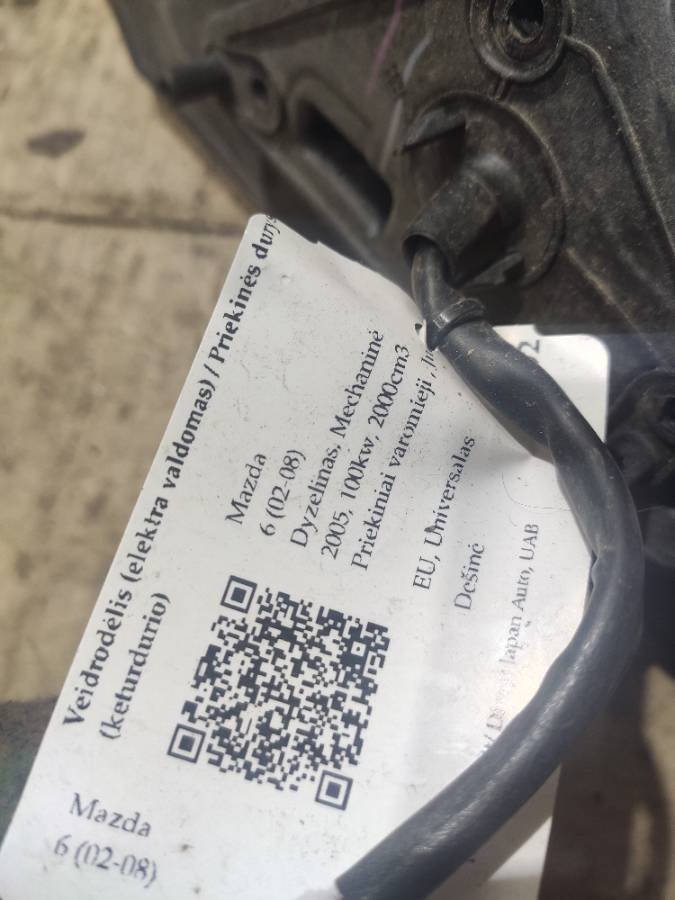 Veidrodėlis (elektra valdomas) / Priekinės durys
(keturdurio)
Mazda
6 (02-08)
Dyzelinas, Mechaninė
2005, 100kw, 2000cm3
Priekiniai varomieji,
EU, Universalas
Dešinė
Japan Auto, UAB
2
Mazda
6 (02-08)